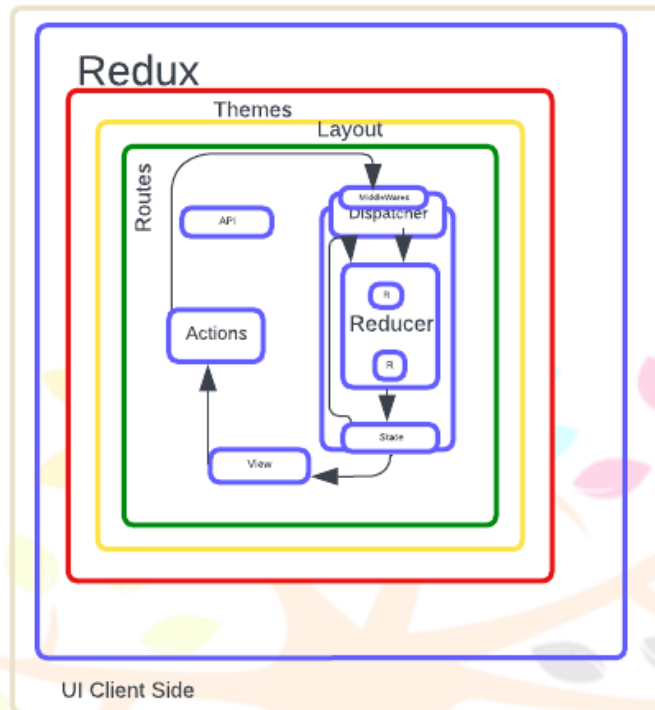 Redux
Themes
Layout
Routes
MiddleWares
Dispatcher
API
R
Reducer
Actions
R
State
View
UI Client Side